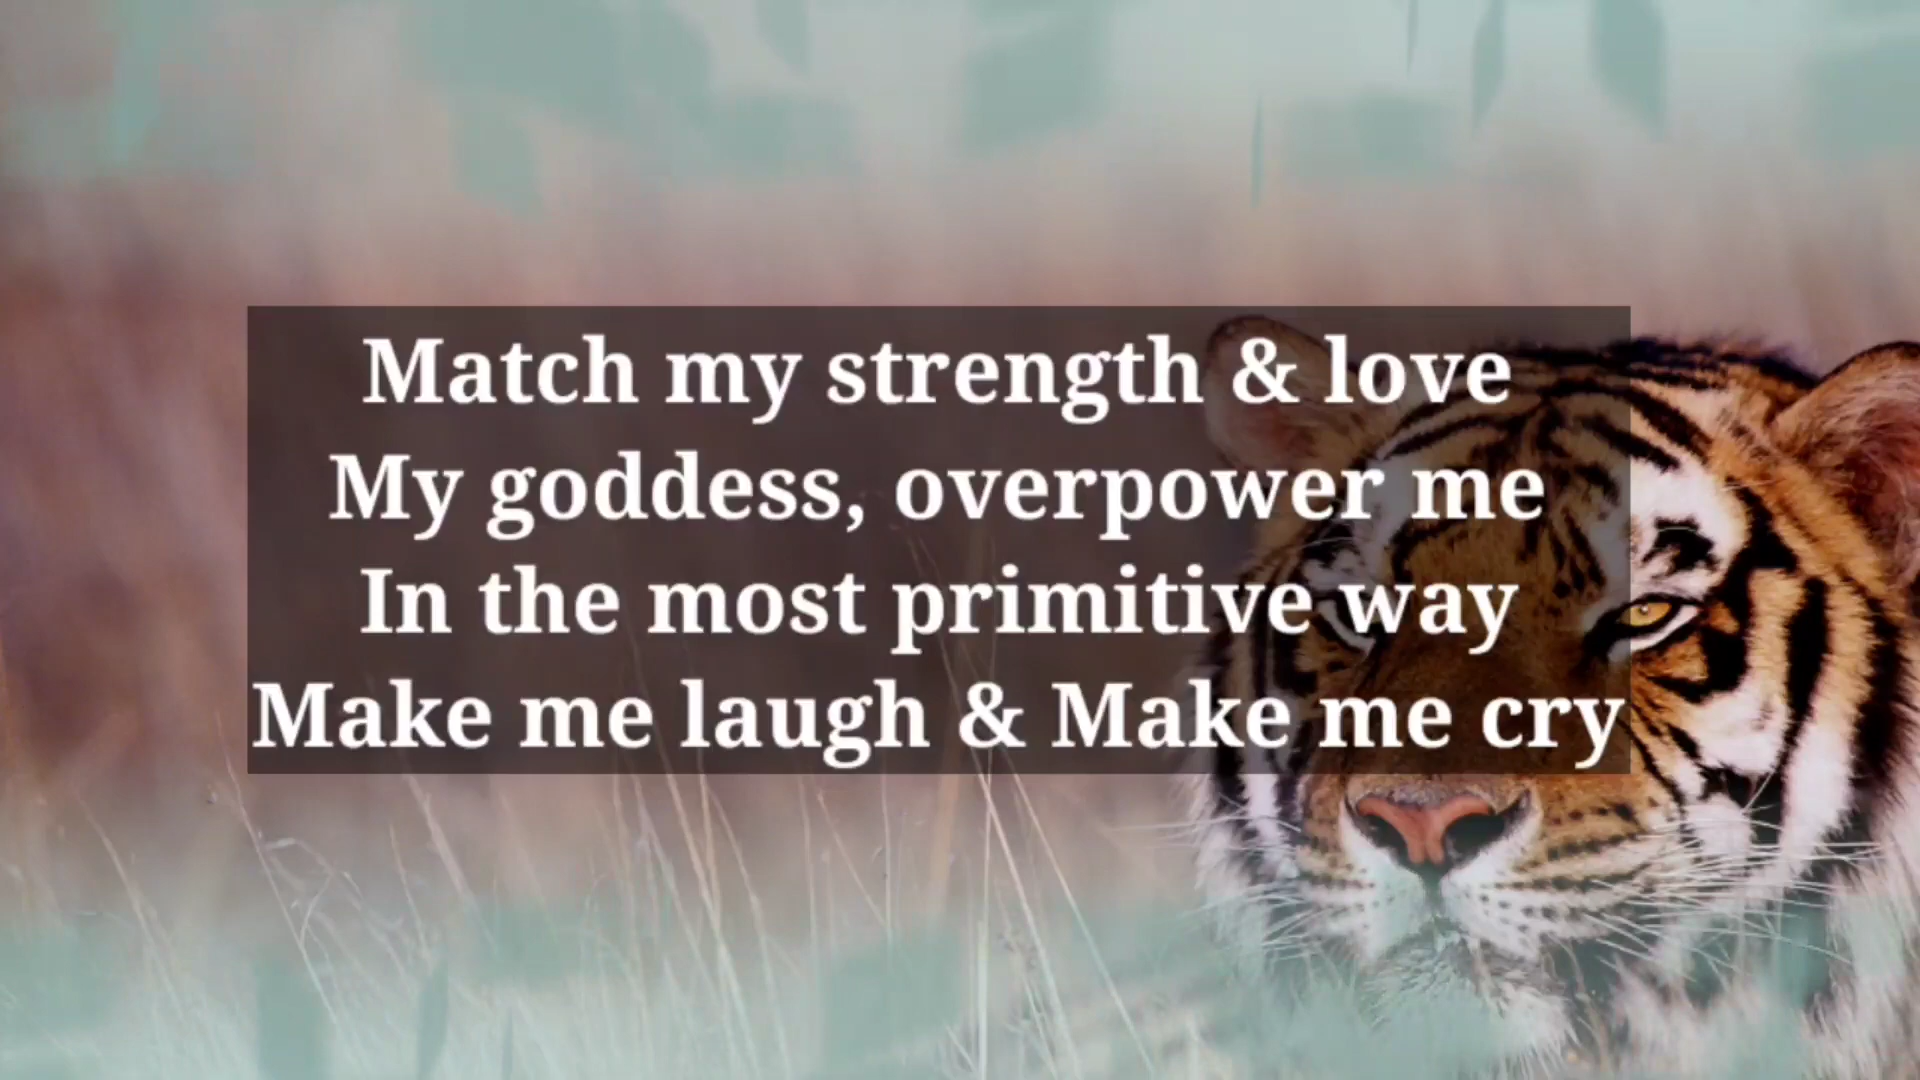 Match my strength & love
My goddess, overpower me
In the most primitive way
Make me laugh & Make me cry